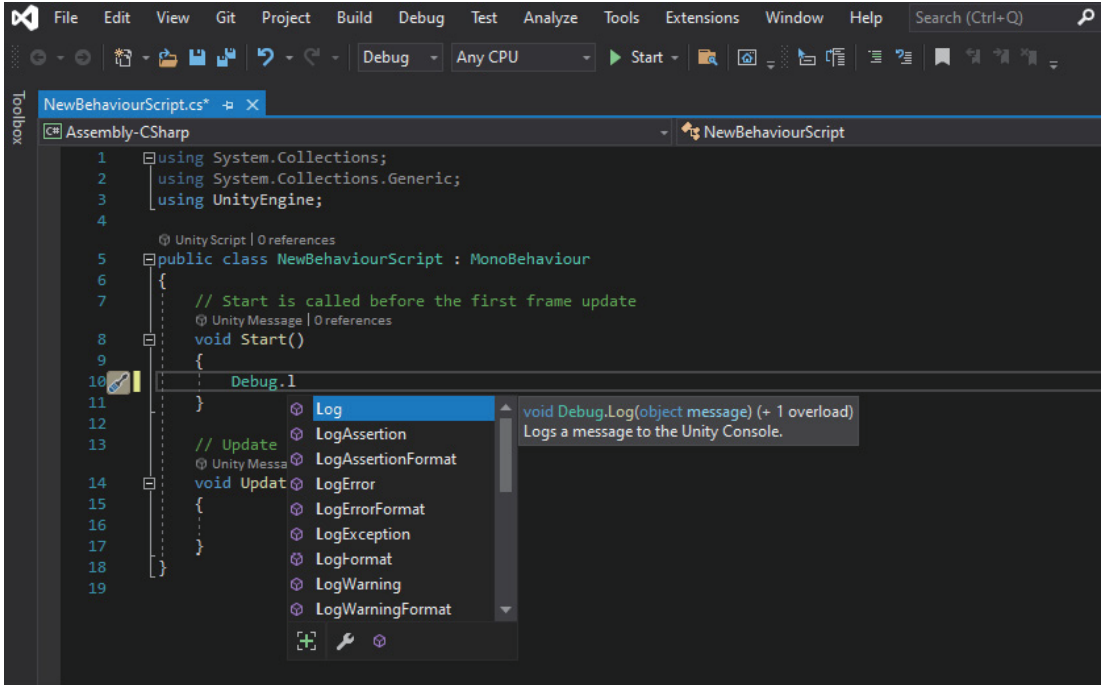 File Edit View Git Project Build Debug Test Analyze Tools Extensions Window Help Search (Ctrl+Q)
Debug Any CPU Start
Toolbox
NewBehaviourScript.cs*
C# Assembly-CSharp NewBehaviourScript
1 using System.Collections;
2 using System.Collections.Generic;
3 using UnityEngine;
4
Unity Script | 0 references
5 public class NewBehaviourScript : MonoBehaviour
6 {
7 // Start is called before the first frame update
Unity Message | 0 references
8 void Start()
9 {
10 Debug.l
11 }
12
13 // Update
Unity Messa
14 void Updat
15 {
16
17 }
18 }
19
Log
LogAssertion
LogAssertionFormat
LogError
LogErrorFormat
LogException
LogFormat
LogWarning
LogWarningFormat
void Debug.Log(object message) (+ 1 overload)
Logs a message to the Unity Console.